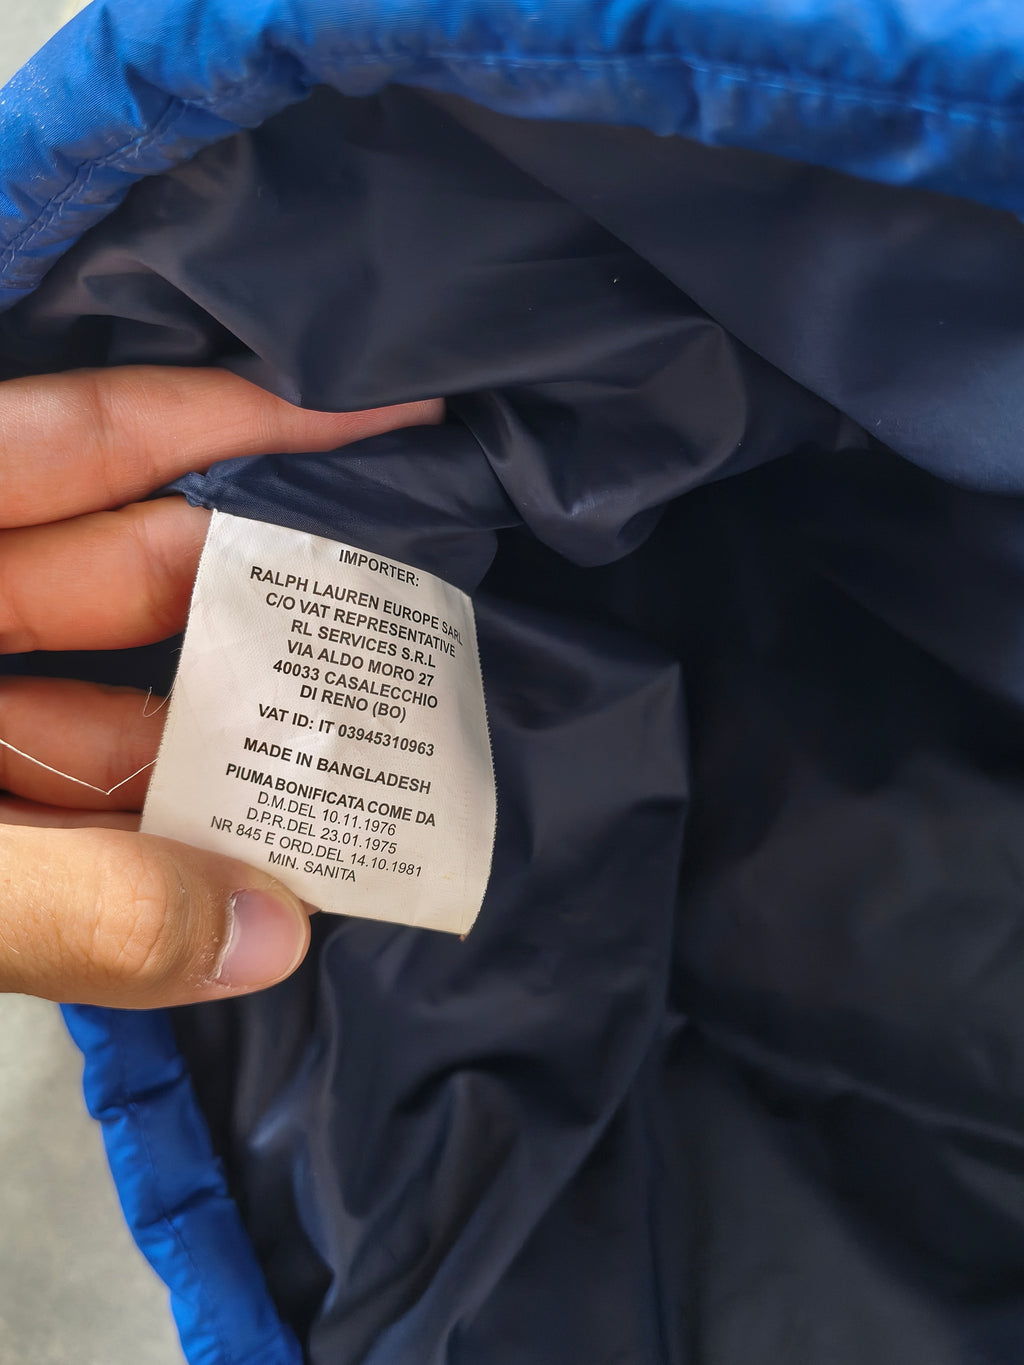 IMPORTER:
RALPH LAUREN EUROPE SARL
C/O VAT REPRESENTATIVE
RL SERVICES S.R.L
VIA ALDO MORO 27
40033 CASALECCHIO
DI RENO (BO)
VAT ID: IT 03945310963
MADE IN BANGLADESH
PIUMA BONIFICATA COME DA
D.M.DEL 10.11.1976
D.P.R.DEL 23.01.1975
NR 845 E ORD.DEL 14.10.1981
MIN. SANITA